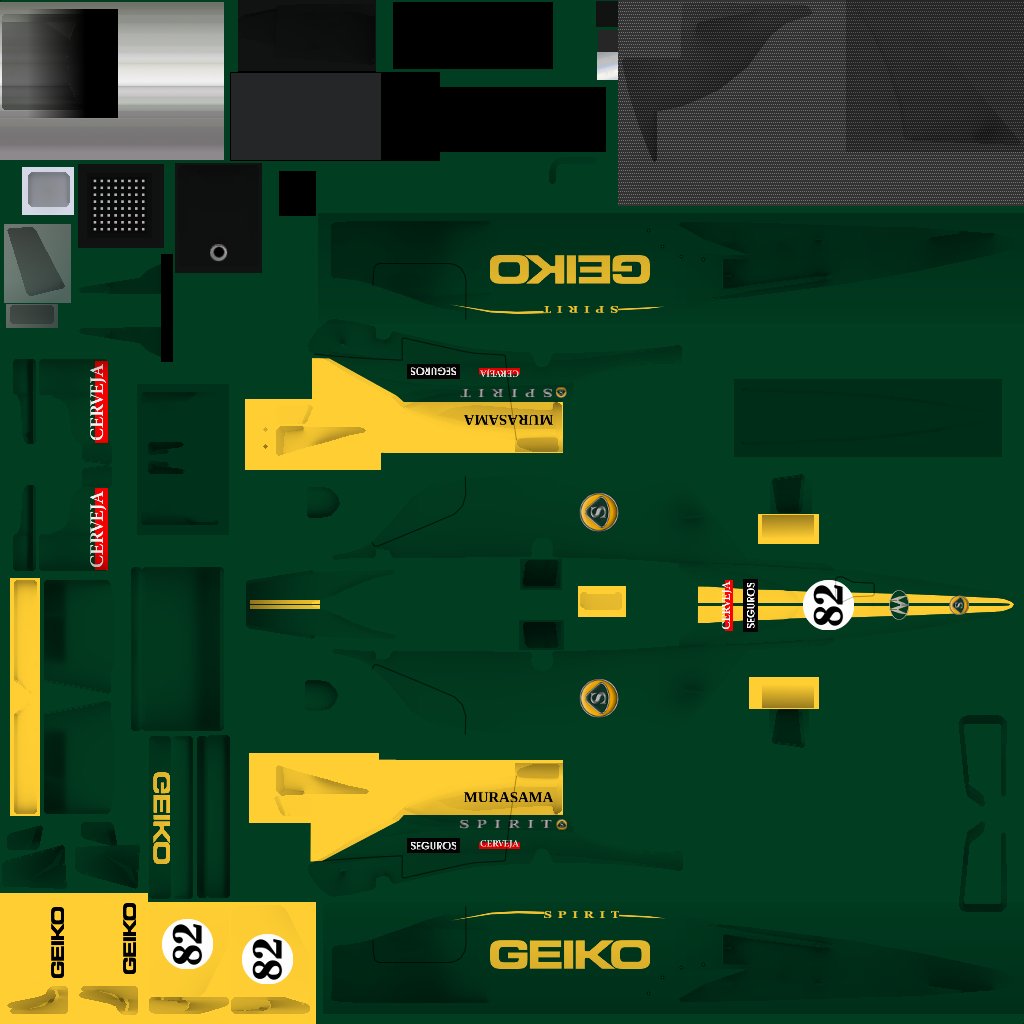 GEIKO
SPIRIT
SEGUROS
CERVEJA
SPIRIT
S
MURASAMA
CERVEJA
S
CERVEJA
CERVEJA
SEGUROS
82
W
S
S
GEIKO
MURASAMA
SPIRIT
SEGUROS
CERVEJA
GEIKO
GEIKO
82
82
SPIRIT
GEIKO